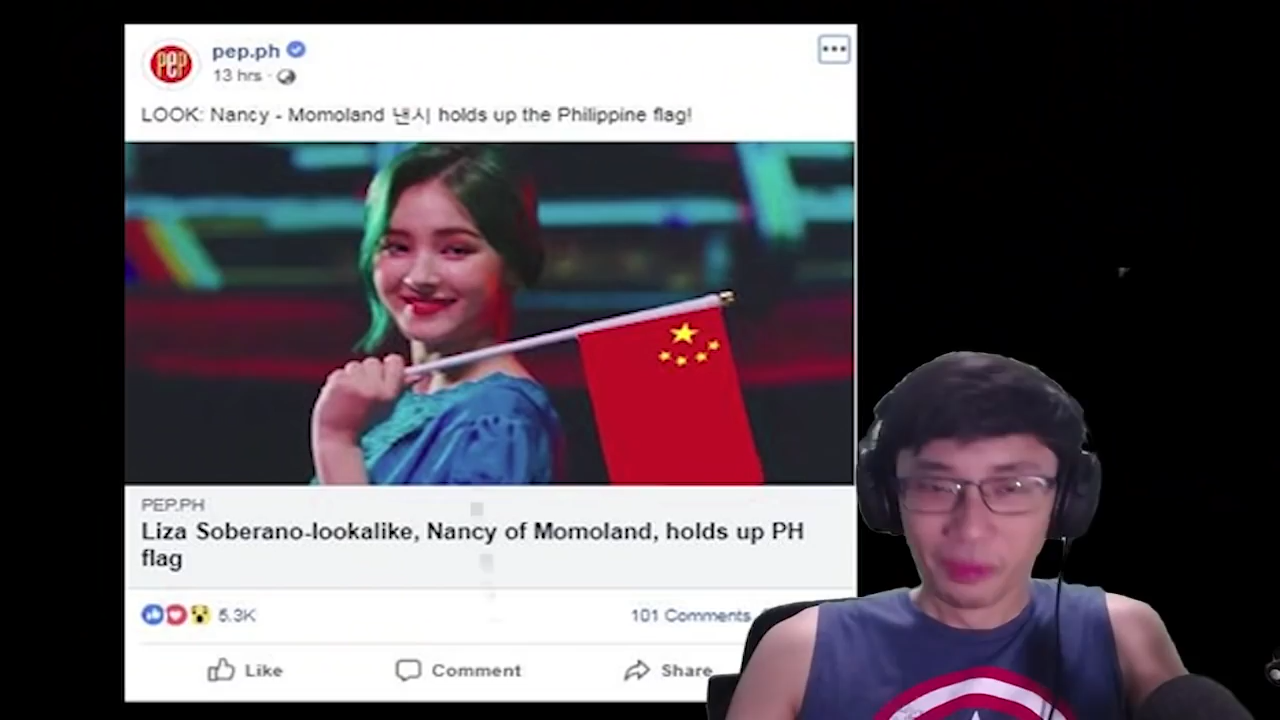 PEP
pep.ph
13 hrs ·
LOOK: Nancy - Momoland 낸시 holds up the Philippine flag!
PEP.PH
Liza Soberano-lookalike, Nancy of Momoland, holds up PH
flag
5.3K
101 Comments
Like
Comment
Share